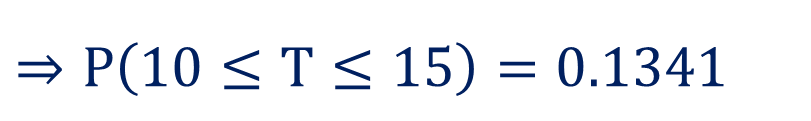 ⇒ P(10 ≤ T ≤ 15) = 0.1341